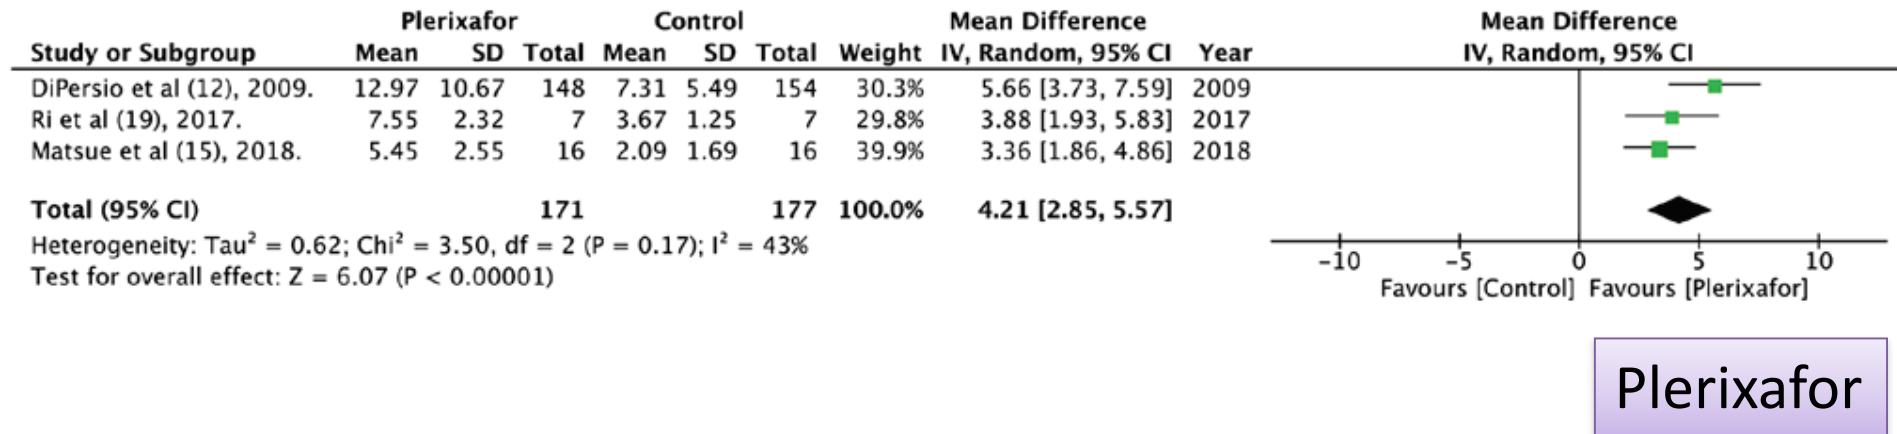 Plerixafor Control Mean Difference Mean Difference
Study or Subgroup Mean SD Total Mean SD Total Weight IV, Random, 95% CI Year IV, Random, 95% CI
DiPersio et al (12), 2009. 12.97 10.67 148 7.31 5.49 154 30.3% 5.66 [3.73, 7.59] 2009
Ri et al (19), 2017. 7.55 2.32 7 3.67 1.25 7 29.8% 3.88 [1.93, 5.83] 2017
Matsue et al (15), 2018. 5.45 2.55 16 2.09 1.69 16 39.9% 3.36 [1.86, 4.86] 2018
Total (95% CI) 171 177 100.0% 4.21 [2.85, 5.57]
Heterogeneity: Tau² = 0.62; Chi² = 3.50, df = 2 (P = 0.17); I² = 43%
Test for overall effect: Z = 6.07 (P < 0.00001)
−10 −5 0 5 10
Favours [Control] Favours [Plerixafor]
Plerixafor